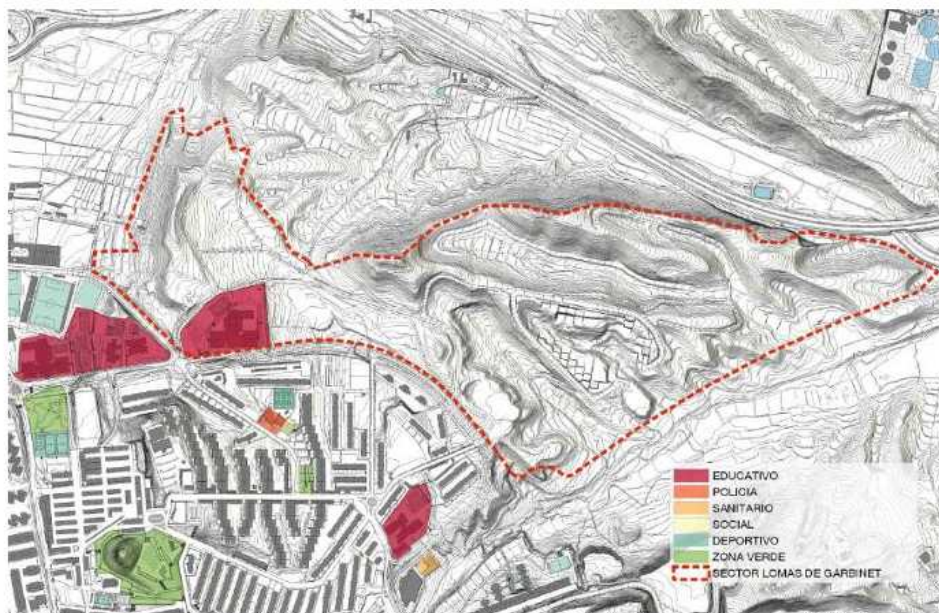 EDUCATIVO
POLICIA
SANITARIO
SOCIAL
DEPORTIVO
ZONA VERDE
SECTOR LOMAS DE GARBINET